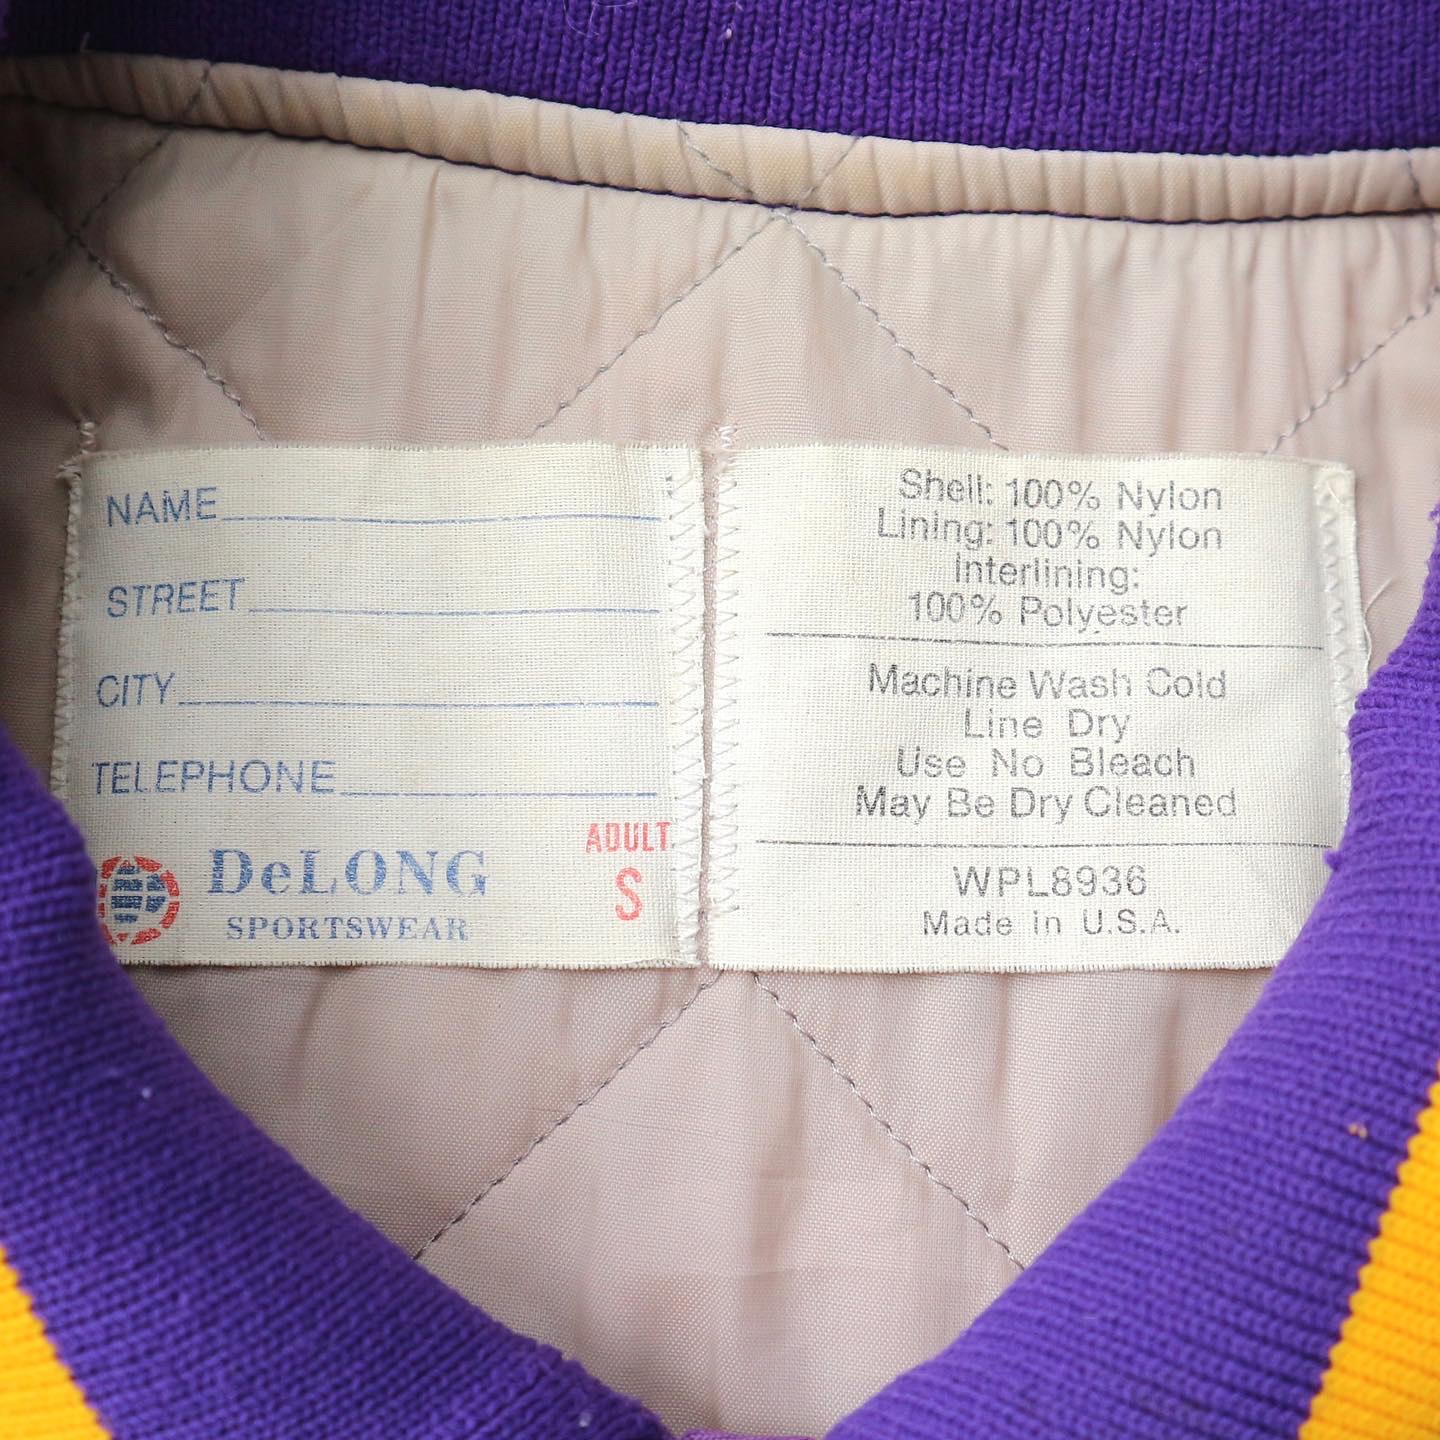 NAME
STREET
CITY
TELEPHONE
ADULT
S
DeLONG
SPORTSWEAR
Shell: 100% Nylon
Lining: 100% Nylon
Interlining:
100% Polyester
Machine Wash Cold
Line Dry
Use No Bleach
May Be Dry Cleaned
WPL8936
Made in U.S.A.